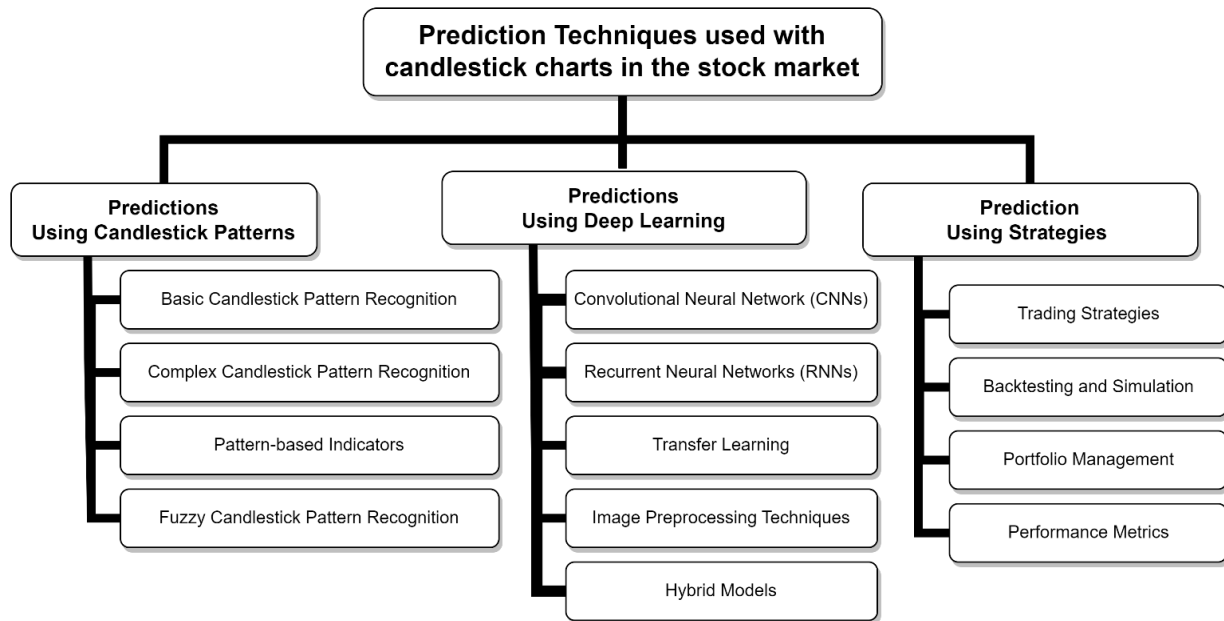 Prediction Techniques used with
candlestick charts in the stock market
Predictions
Using Candlestick Patterns
Basic Candlestick Pattern Recognition
Complex Candlestick Pattern Recognition
Pattern-based Indicators
Fuzzy Candlestick Pattern Recognition
Predictions
Using Deep Learning
Convolutional Neural Network (CNNs)
Recurrent Neural Networks (RNNs)
Transfer Learning
Image Preprocessing Techniques
Hybrid Models
Prediction
Using Strategies
Trading Strategies
Backtesting and Simulation
Portfolio Management
Performance Metrics